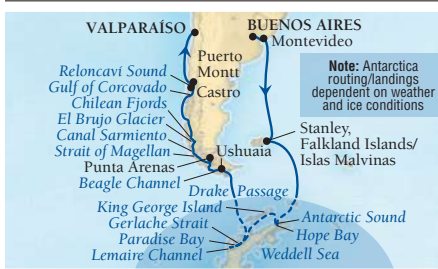 VALPARAÍSO
BUENOS AIRES
Montevideo
Puerto
Montt
Note: Antarctica
routing/landings
dependent on weather
and ice conditions
Reloncaví Sound
Gulf of Corcovado
Castro
Chilean Fjords
El Brujo Glacier
Canal Sarmiento
Strait of Magellan
Ushuaia
Stanley,
Falkland Islands/
Islas Malvinas
Punta Arenas
Beagle Channel
Drake Passage
King George Island
Gerlache Strait
Antarctic Sound
Paradise Bay
Hope Bay
Lemaire Channel
Weddell Sea